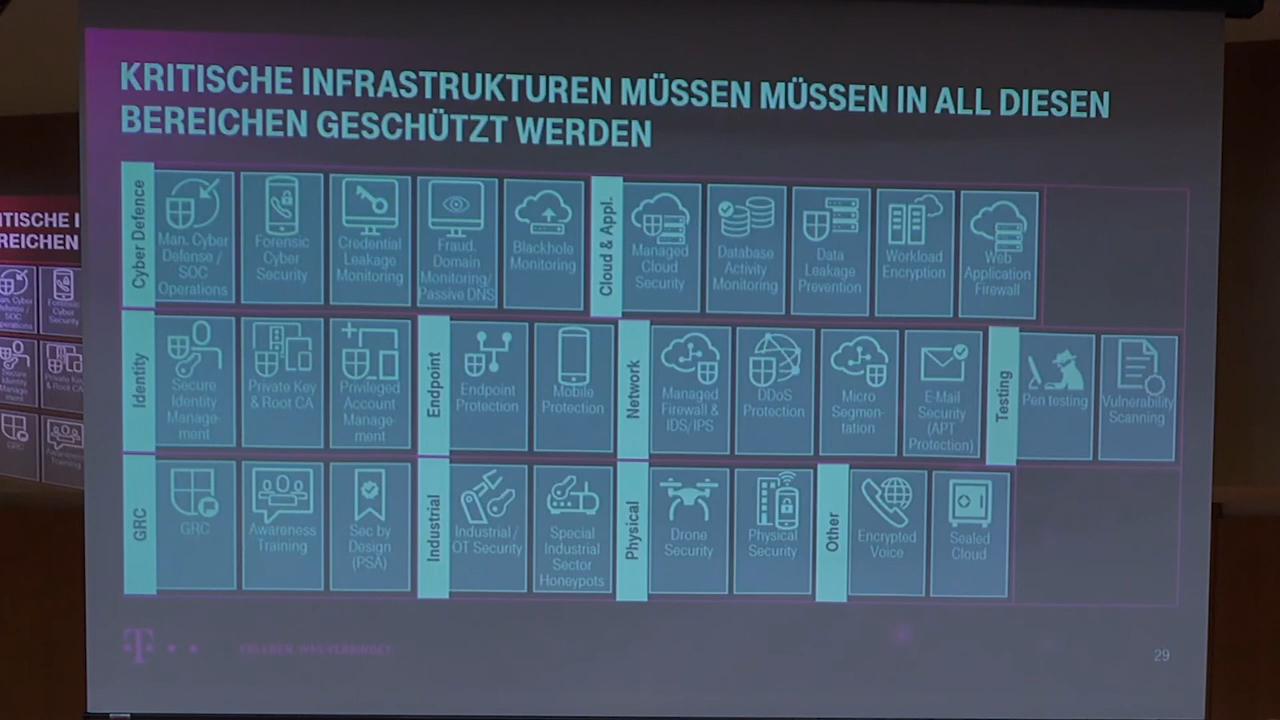 KRITISCHE INFRASTRUKTUREN MÜSSEN MÜSSEN IN ALL DIESEN
BEREICHEN GESCHÜTZT WERDEN
Cyber Defence
Man. Cyber
Defense /
SOC
Operations
Forensic
Cyber
Security
Credential
Leakage
Monitoring
Fraud.
Domain
Monitoring/
Passive DNS
Blackhole
Monitoring
Cloud & Appl.
Managed
Cloud
Security
Database
Activity
Monitoring
Data
Leakage
Prevention
Workload
Encryption
Web
Application
Firewall
Identity
Secure
Identity
Manage-
ment
Private Key
& Root CA
Privileged
Account
Manage-
ment
Endpoint
Endpoint
Protection
Mobile
Protection
Network
Managed
Firewall &
IDS/IPS
DDoS
Protection
Micro
Segmen-
tation
E-Mail
Security
(APT
Protection)
Testing
Pen testing
Vulnerability
Scanning
GRC
GRC
Awareness
Training
Sec by
Design
(PSA)
Industrial
Industrial /
OT Security
Special
Industrial
Sector
Honeypots
Physical
Drone
Security
Physical
Security
Other
Encrypted
Voice
Sealed
Cloud
T
ERLEBEN, WAS VERBINDET.
29
TISCHE I
REICHEN